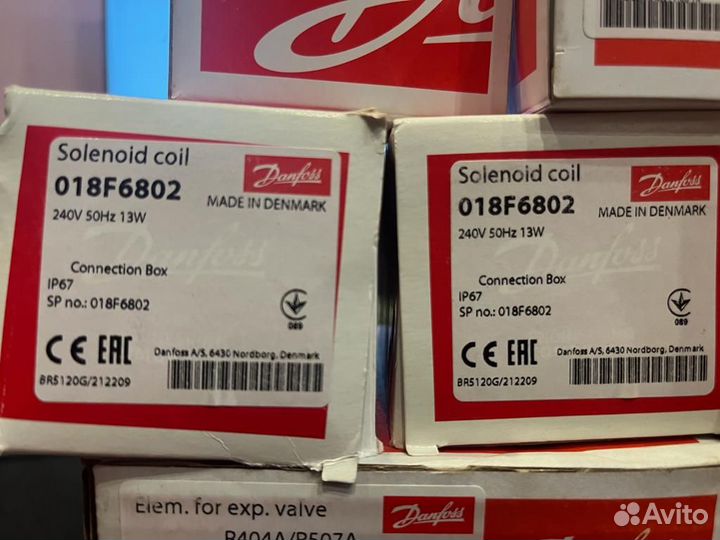 Solenoid coil
Danfoss
018F6802
MADE IN DENMARK
240V 50Hz 13W
Connection Box
IP67
SP no.: 018F6802
089
CE EAC
Danfoss A/S, 6430 Nordborg, Denmark
BR5120G/212209
Solenoid coil
Danfoss
018F6802
MADE IN DENMARK
240V 50Hz 13W
Connection Box
IP67
SP no.: 018F6802
089
CE EAC
Danfoss A/S, 6430 Nordborg, Denmark
BR5120G/212209
Elem. for exp. valve
Danfoss
R404A/R507A
Avito